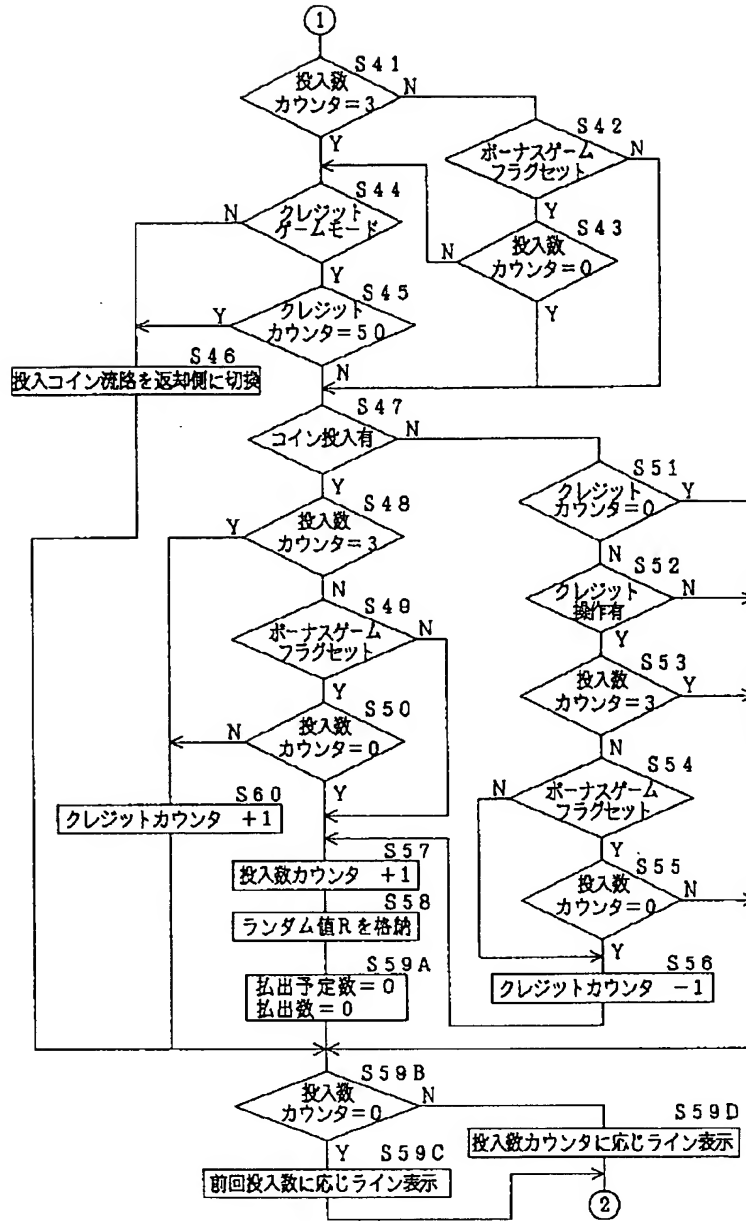 1
S41
投入数
カウンタ=3
N
Y
S42
ボーナスゲーム
フラグセット
N
Y
S43
投入数
カウンタ=0
N
Y
S44
クレジット
ゲームモード
N
Y
S45
クレジット
カウンタ=50
Y
N
S46
投入コイン流路を返却側に切換
S47
コイン投入有
N
Y
S48
投入数
カウンタ=3
Y
N
S49
ボーナスゲーム
フラグセット
N
Y
S50
投入数
カウンタ=0
N
Y
S60
クレジットカウンタ +1
S51
クレジット
カウンタ=0
Y
N
S52
クレジット
操作有
N
Y
S53
投入数
カウンタ=3
Y
N
S54
ボーナスゲーム
フラグセット
N
Y
S55
投入数
カウンタ=0
N
Y
S56
クレジットカウンタ -1
S57
投入数カウンタ +1
S58
ランダム値Rを格納
S59A
払出予定数=0
払出数=0
S59B
投入数
カウンタ=0
N
Y
S59C
前回投入数に応じライン表示
S59D
投入数カウンタに応じライン表示
2